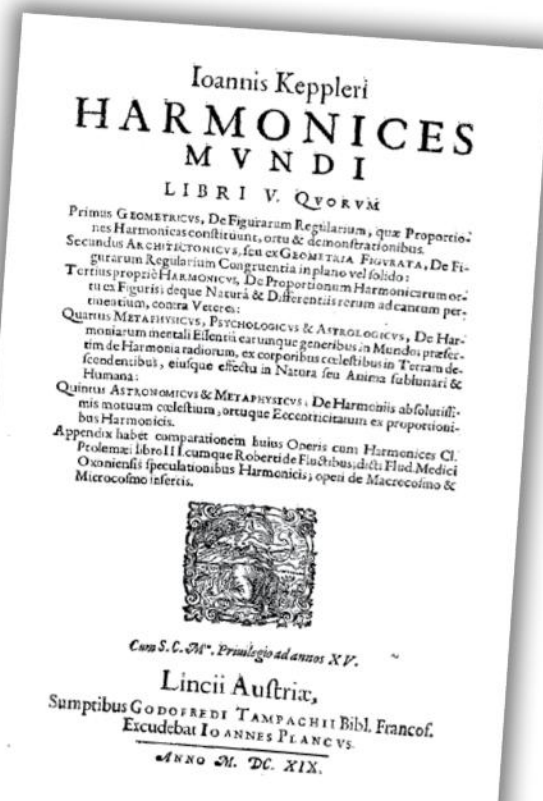 Ioannis Keppleri
HARMONICES
MVNDI
LIBRI V. QVORVM
Primus GEOMETRICVS, De Figurarum Regularium, quæ Proportio-
nes Harmonicas constituunt, ortu & demonstrationibus.
Secundus ARCHITECTONICVS, seu ex GEOMETRIA FIGVRATA, De Fi-
gurarum Regularium Congruentia in plano vel solido:
Tertius propriè HARMONICVS, De Proportionum Harmonicarum or-
tu ex Figuris; deque Naturâ & Differentiis rerum ad cantum per-
tinentium, contra Veteres:
Quartus METAPHYSICVS, PSYCHOLOGICVS & ASTROLOGICVS, De Har-
moniarum mentali Essentiâ earumque generibus in Mundo; præser-
tim de Harmonia radiorum, ex corporibus cœlestibus in Terram de-
scendentibus, eiusque effectu in Natura seu Anima sublunari &
Humana:
Quintus ASTRONOMICVS & METAPHYSICVS, De Harmoniis absolutissi-
mis motuum cœlestium, ortuque Eccentricitatum ex proportioni-
bus Harmonicis.
Appendix habet comparationem huius Operis cum Harmonices Cl.
Ptolemæi libro III. cumque Roberti de Fluctibus, dicti Flud. Medici
Oxoniensis speculationibus Harmonicis, operi de Macrocosmo &
Microcosmo insertis.
Cum S. C. Mtis. Privilegio ad annos XV.
Lincii Austriæ,
Sumptibus GODOFREDI TAMPACHII Bibl. Francof.
Excudebat IOANNES PLANCVS.
ANNO M. DC. XIX.